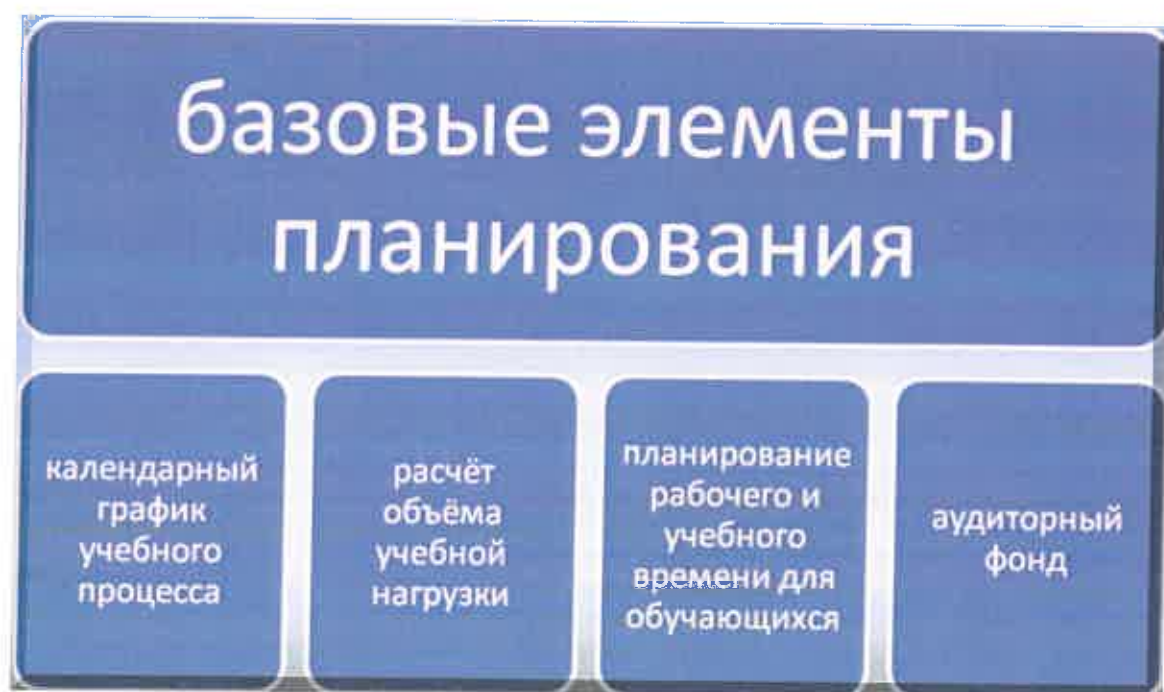 базовые элементы
планирования
календарный
график
учебного
процесса
расчёт
объёма
учебной
нагрузки
планирование
рабочего и
учебного
времени для
обучающихся
аудиторный
фонд